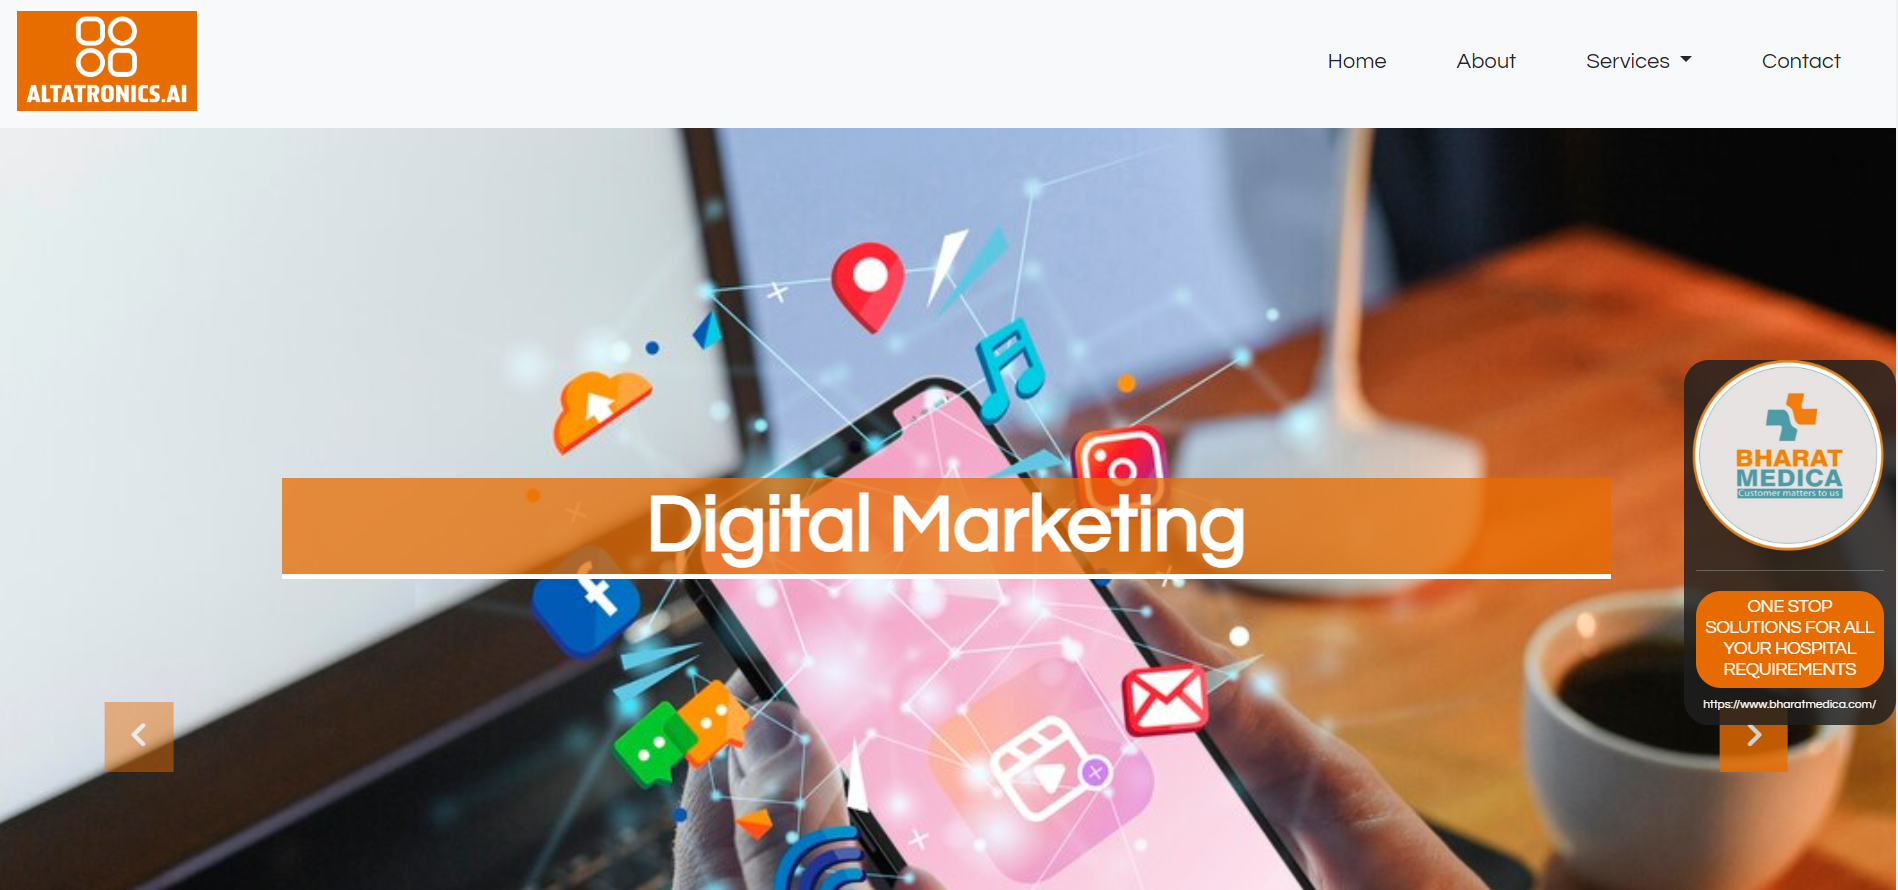 ALTATRONICS.AI
Home
About
Services
Contact
Digital Marketing
BHARAT
MEDICA
Customer matters to us
ONE STOP
SOLUTIONS FOR ALL
YOUR HOSPITAL
REQUIREMENTS
https://www.bharatmedica.com/